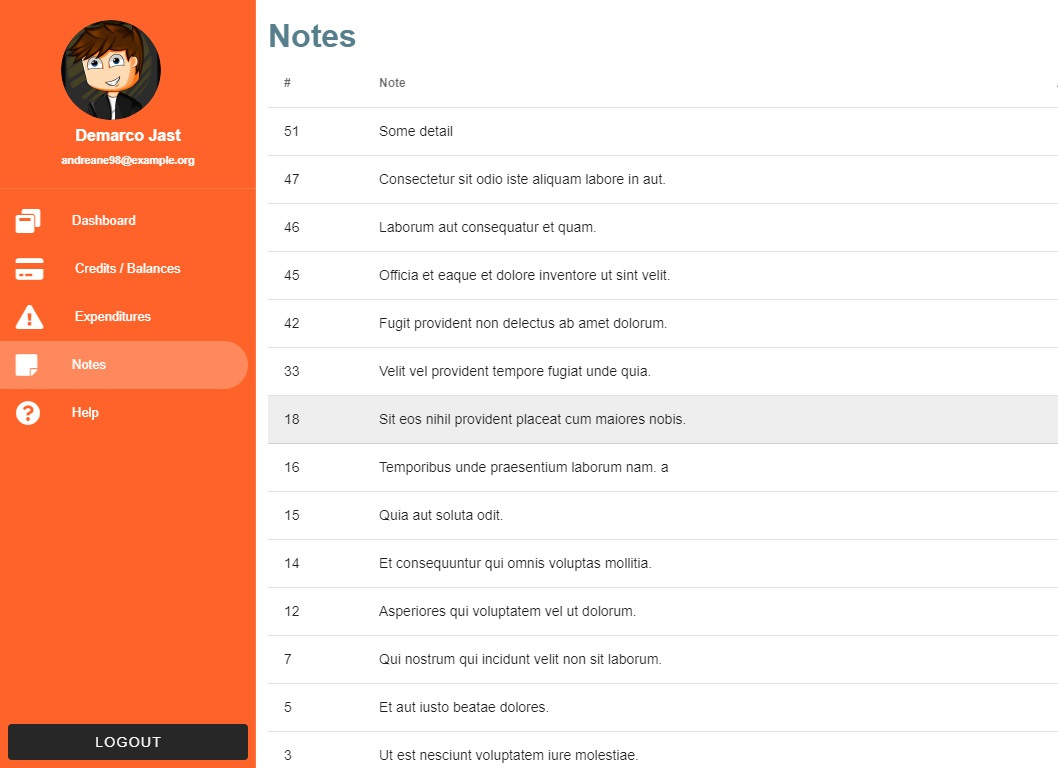 Demarco Jast
andreane98@example.org
Dashboard
Credits / Balances
Expenditures
Notes
Help
LOGOUT
Notes
# Note
51 Some detail
47 Consectetur sit odio iste aliquam labore in aut.
46 Laborum aut consequatur et quam.
45 Officia et eaque et dolore inventore ut sint velit.
42 Fugit provident non delectus ab amet dolorum.
33 Velit vel provident tempore fugiat unde quia.
18 Sit eos nihil provident placeat cum maiores nobis.
16 Temporibus unde praesentium laborum nam. a
15 Quia aut soluta odit.
14 Et consequuntur qui omnis voluptas mollitia.
12 Asperiores qui voluptatem vel ut dolorum.
7 Qui nostrum qui incidunt velit non sit laborum.
5 Et aut iusto beatae dolores.
3 Ut est nesciunt voluptatem iure molestiae.